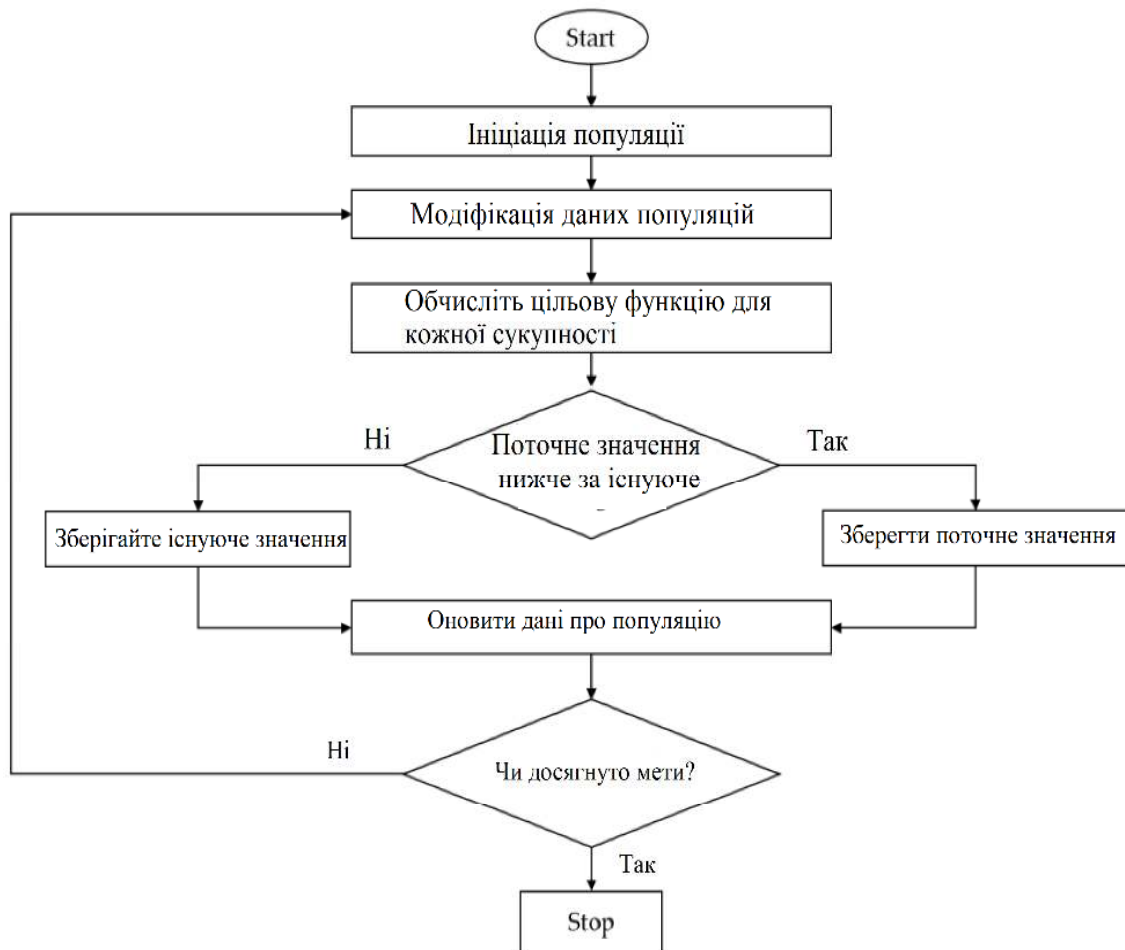 Start
Ініціація популяції
Модіфікація даних популяцій
Обчисліть цільову функцію для
кожної сукупності
Ні
Поточне значення
нижче за існуюче
Так
Зберігайте існуюче значення
Зберегти поточне значення
Оновити дані про популяцію
Ні
Чи досягнуто мети?
Так
Stop